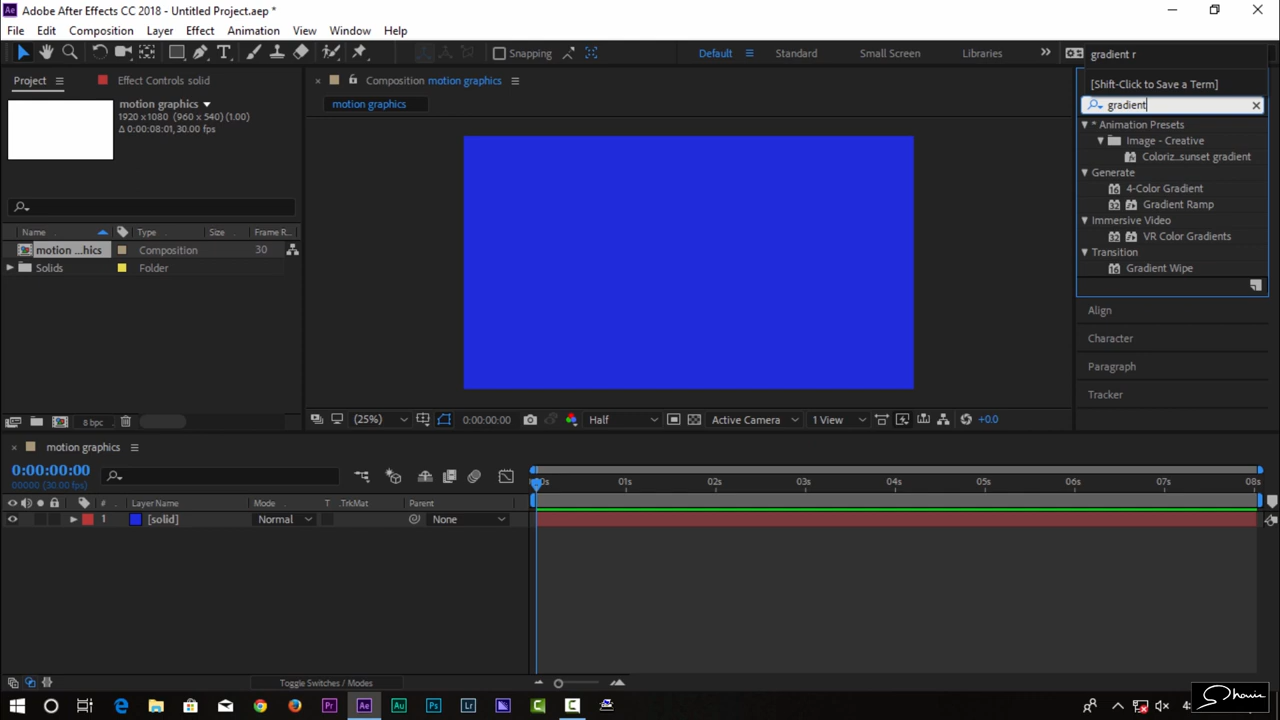 Adobe After Effects CC 2018 - Untitled Project.aep *
File Edit Composition Layer Effect Animation View Window Help
Snapping Default Standard Small Screen Libraries
gradient r
[Shift-Click to Save a Term]
gradient
* Animation Presets
Image - Creative
Coloriz...sunset gradient
Generate
4-Color Gradient
Gradient Ramp
Immersive Video
VR Color Gradients
Transition
Gradient Wipe
Align
Character
Paragraph
Tracker
Project Effect Controls solid
motion graphics
1920 x1080 (960 x 540) (1.00)
Δ 0:00:08:01, 30.00 fps
Name Type Size Frame R...
motion ...hics Composition 30
Solids Folder
8 bpc
Composition motion graphics
motion graphics
(25%) 0:00:00:00 Half Active Camera 1 View +0.0
motion graphics
0:00:00:00
00000 (30.00 fps)
# Layer Name Mode T .TrkMat Parent
1 [solid] Normal None
01s 02s 03s 04s 05s 06s 07s 08s
Toggle Switches / Modes
Pr Ae Au Ps Lr